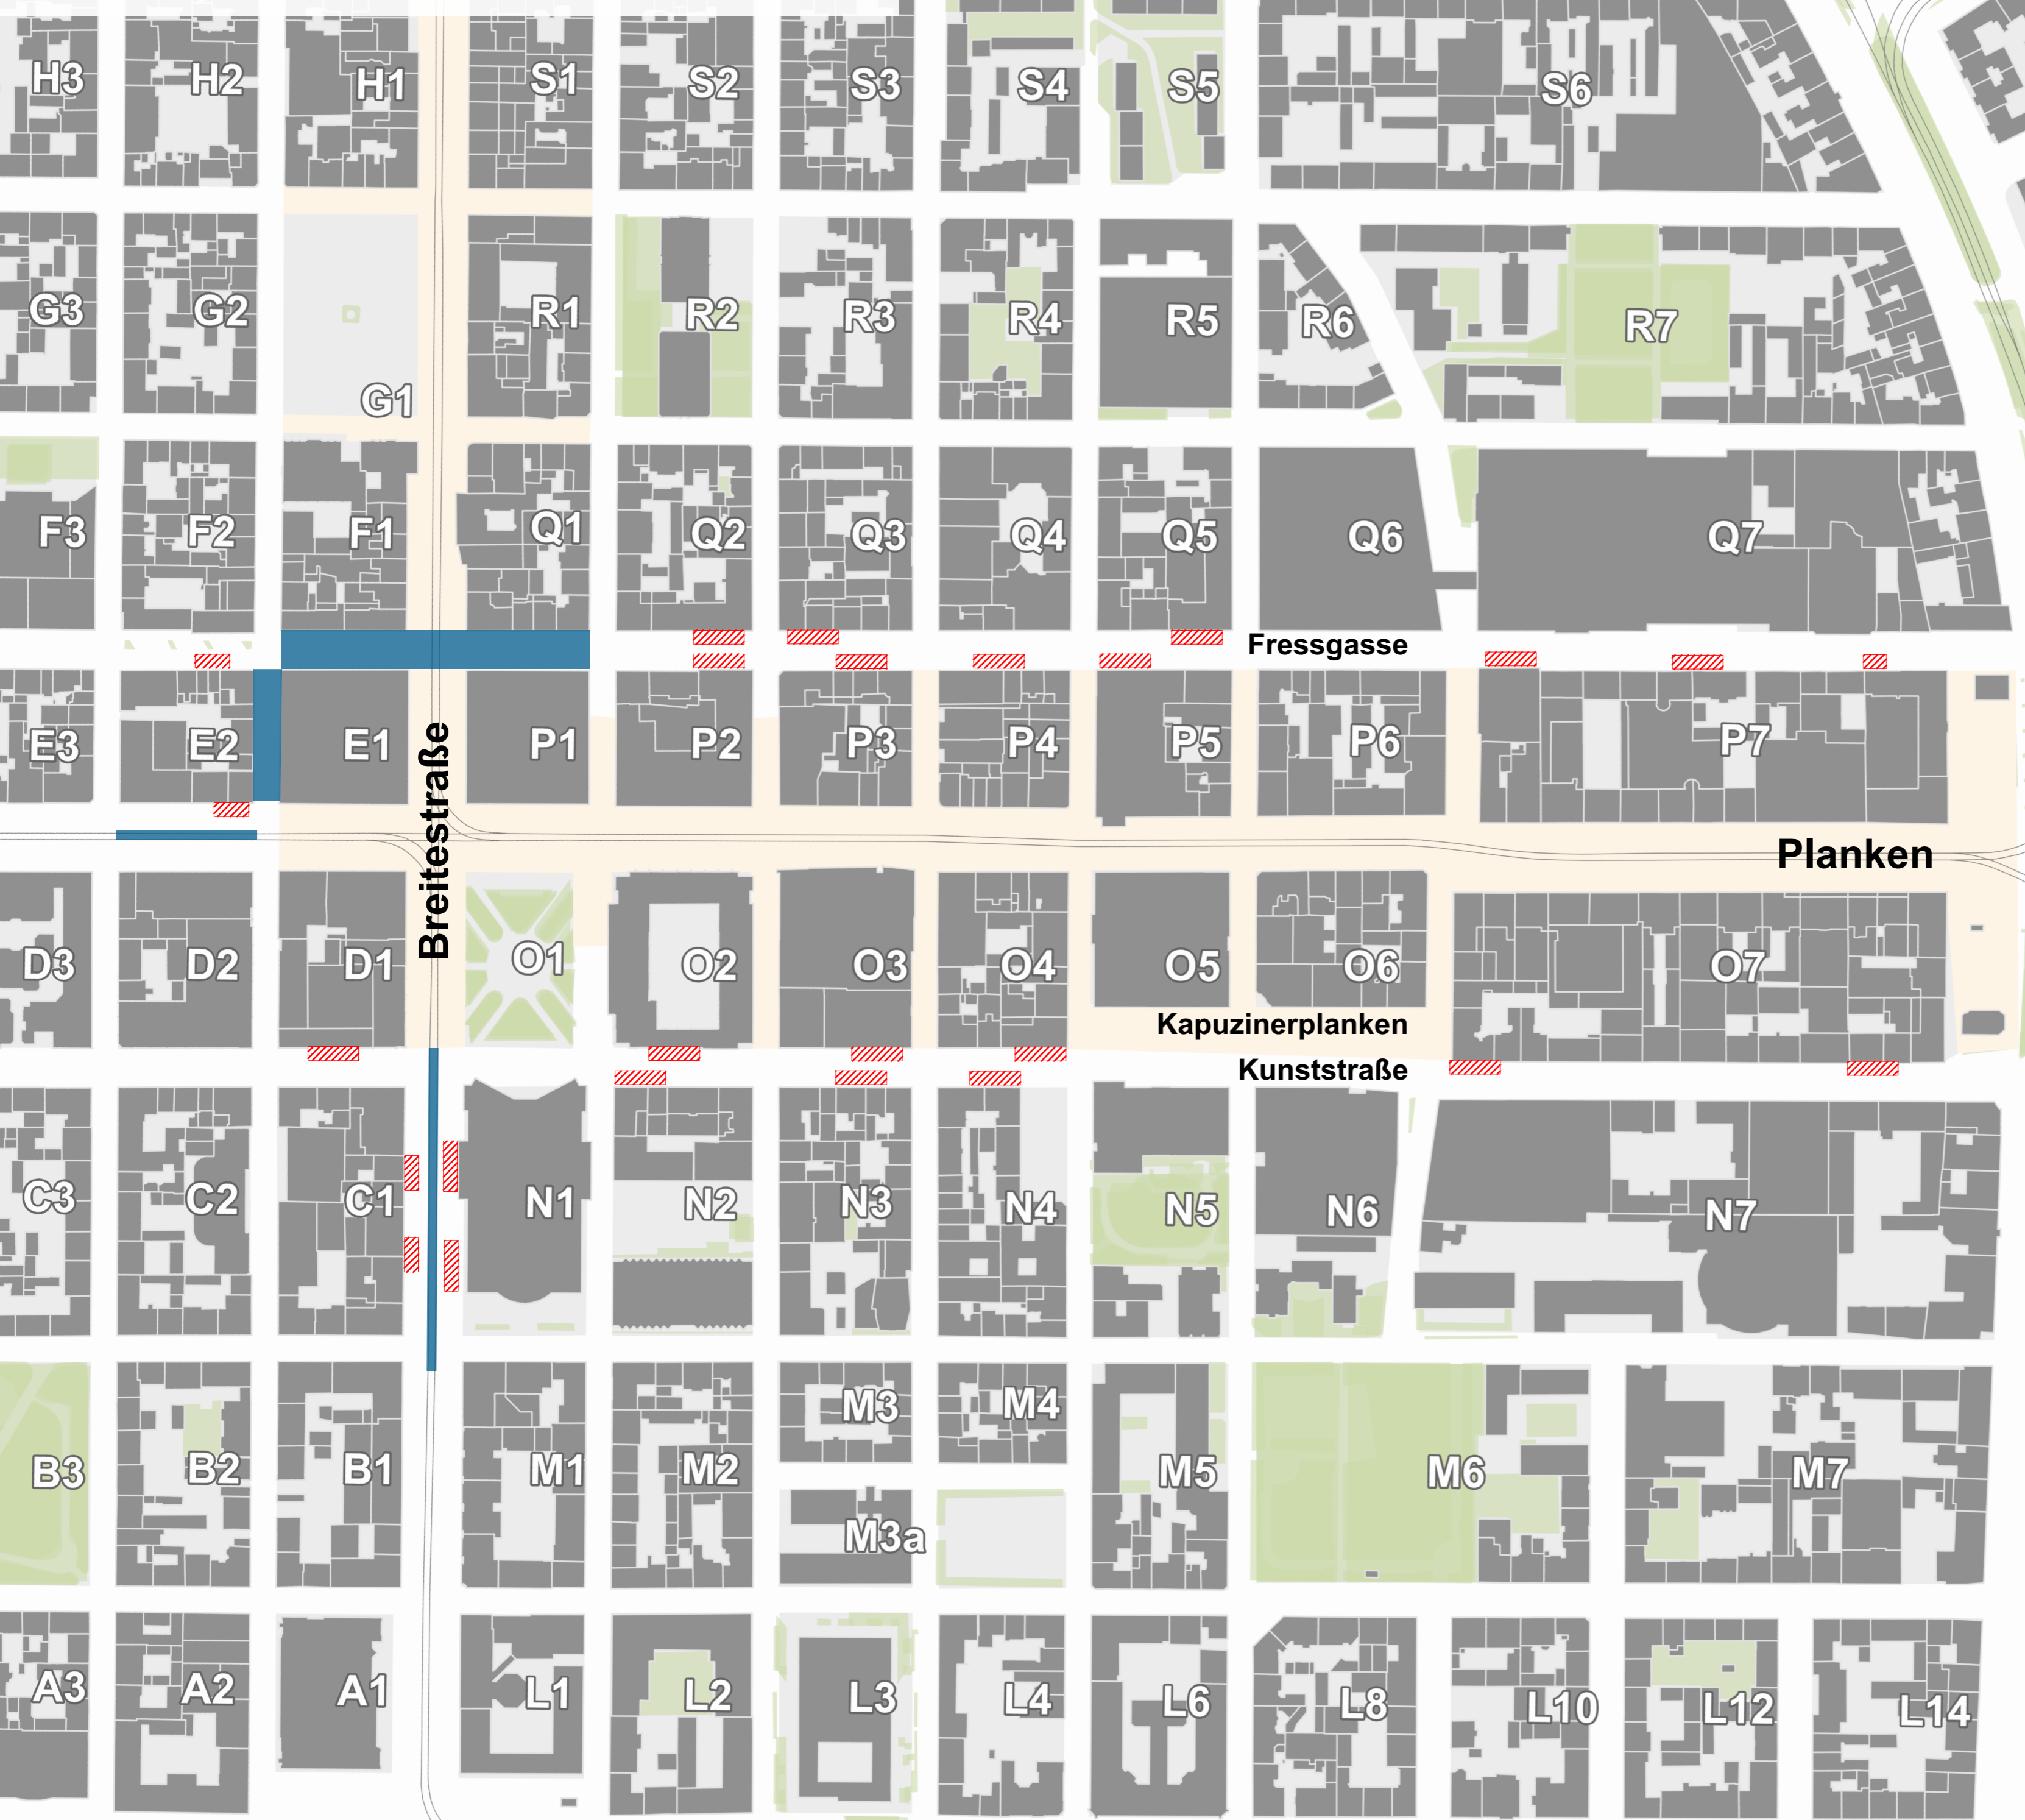 H3 H2 H1 S1 S2 S3 S4 S5 S6
G3 G2 G1 R1 R2 R3 R4 R5 R6 R7
F3 F2 F1 Q1 Q2 Q3 Q4 Q5 Q6 Q7
Fressgasse
E3 E2 E1 P1 P2 P3 P4 P5 P6 P7
Breitestraße
Planken
D3 D2 D1 O1 O2 O3 O4 O5 O6 O7
Kapuzinerplanken
Kunststraße
C3 C2 C1 N1 N2 N3 N4 N5 N6 N7
B3 B2 B1 M1 M2 M3 M4 M5 M6 M7
M3a
A3 A2 A1 L1 L2 L3 L4 L6 L8 L10 L12 L14